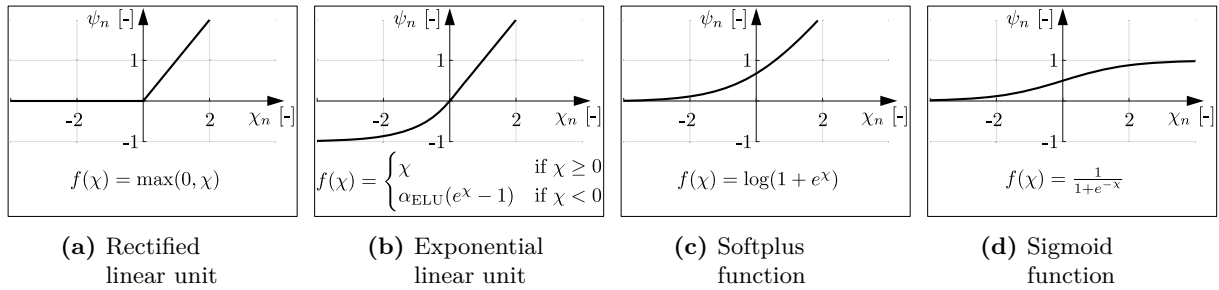 ψn [-]
1
-2
2
χn [-]
-1
f(χ) = max(0, χ)
(a) Rectified
linear unit
ψn [-]
1
-2
2
χn [-]
-1
f(χ) = { χ if χ ≥ 0
αELU(e^χ − 1) if χ < 0
(b) Exponential
linear unit
ψn [-]
1
-2
2
χn [-]
-1
f(χ) = log(1 + e^χ)
(c) Softplus
function
ψn [-]
1
-2
2
χn [-]
-1
f(χ) = 1/(1+e^−χ)
(d) Sigmoid
function